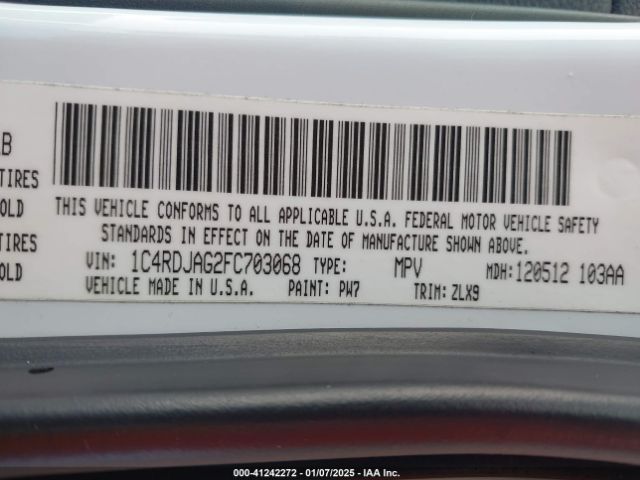 LB
TIRES
OLD
TIRES
OLD
THIS VEHICLE CONFORMS TO ALL APPLICABLE U.S.A. FEDERAL MOTOR VEHICLE SAFETY
STANDARDS IN EFFECT ON THE DATE OF MANUFACTURE SHOWN ABOVE.
VIN: 1C4RDJAG2FC703068 TYPE: MPV MDH:120512 103AA
VEHICLE MADE IN U.S.A. PAINT: PW7 TRIM: ZLX9
00-41242272 - 01/07/2025 - IAA Inc.